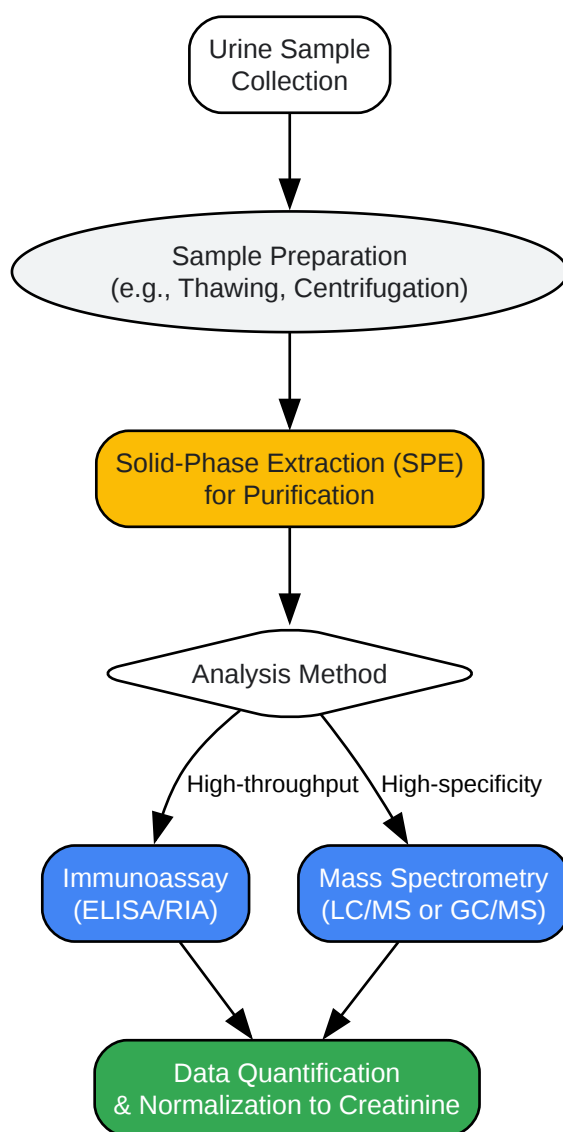 Urine Sample
Collection
Sample Preparation
(e.g., Thawing, Centrifugation)
Solid-Phase Extraction (SPE)
for Purification
Analysis Method
High-throughput
High-specificity
Immunoassay
(ELISA/RIA)
Mass Spectrometry
(LC/MS or GC/MS)
Data Quantification
& Normalization to Creatinine